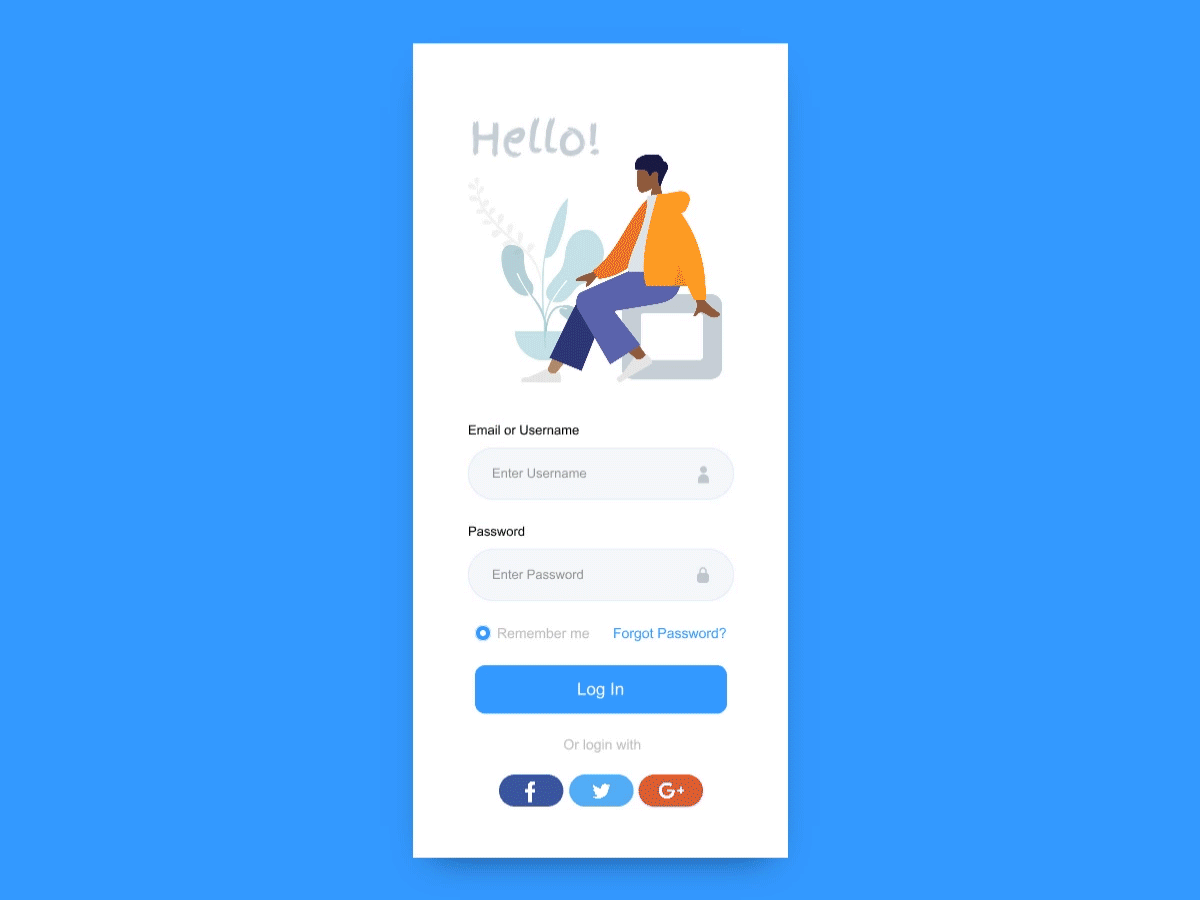 Hello!
Email or Username
Enter Username
Password
Enter Password
Remember me Forgot Password?
Log In
Or login with
f G+